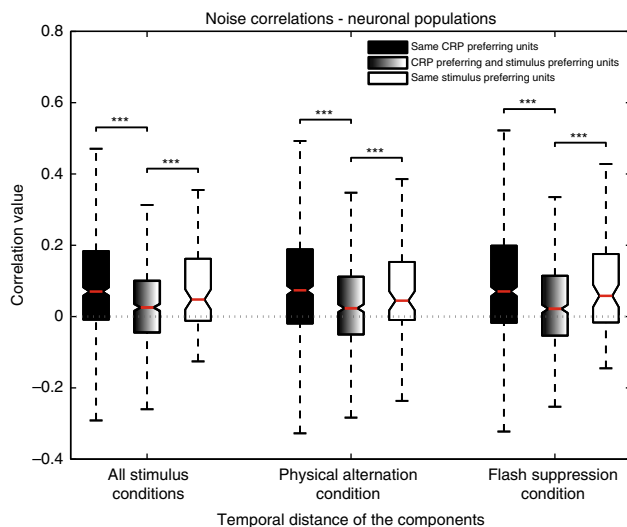 Noise correlations - neuronal populations
0.8
0.6
0.4
0.2
0
–0.2
–0.4
Correlation value
Same CRP preferring units
CRP preferring and stimulus preferring units
Same stimulus preferring units
***
***
***
***
***
***
All stimulus
conditions
Physical alternation
condition
Flash suppression
condition
Temporal distance of the components